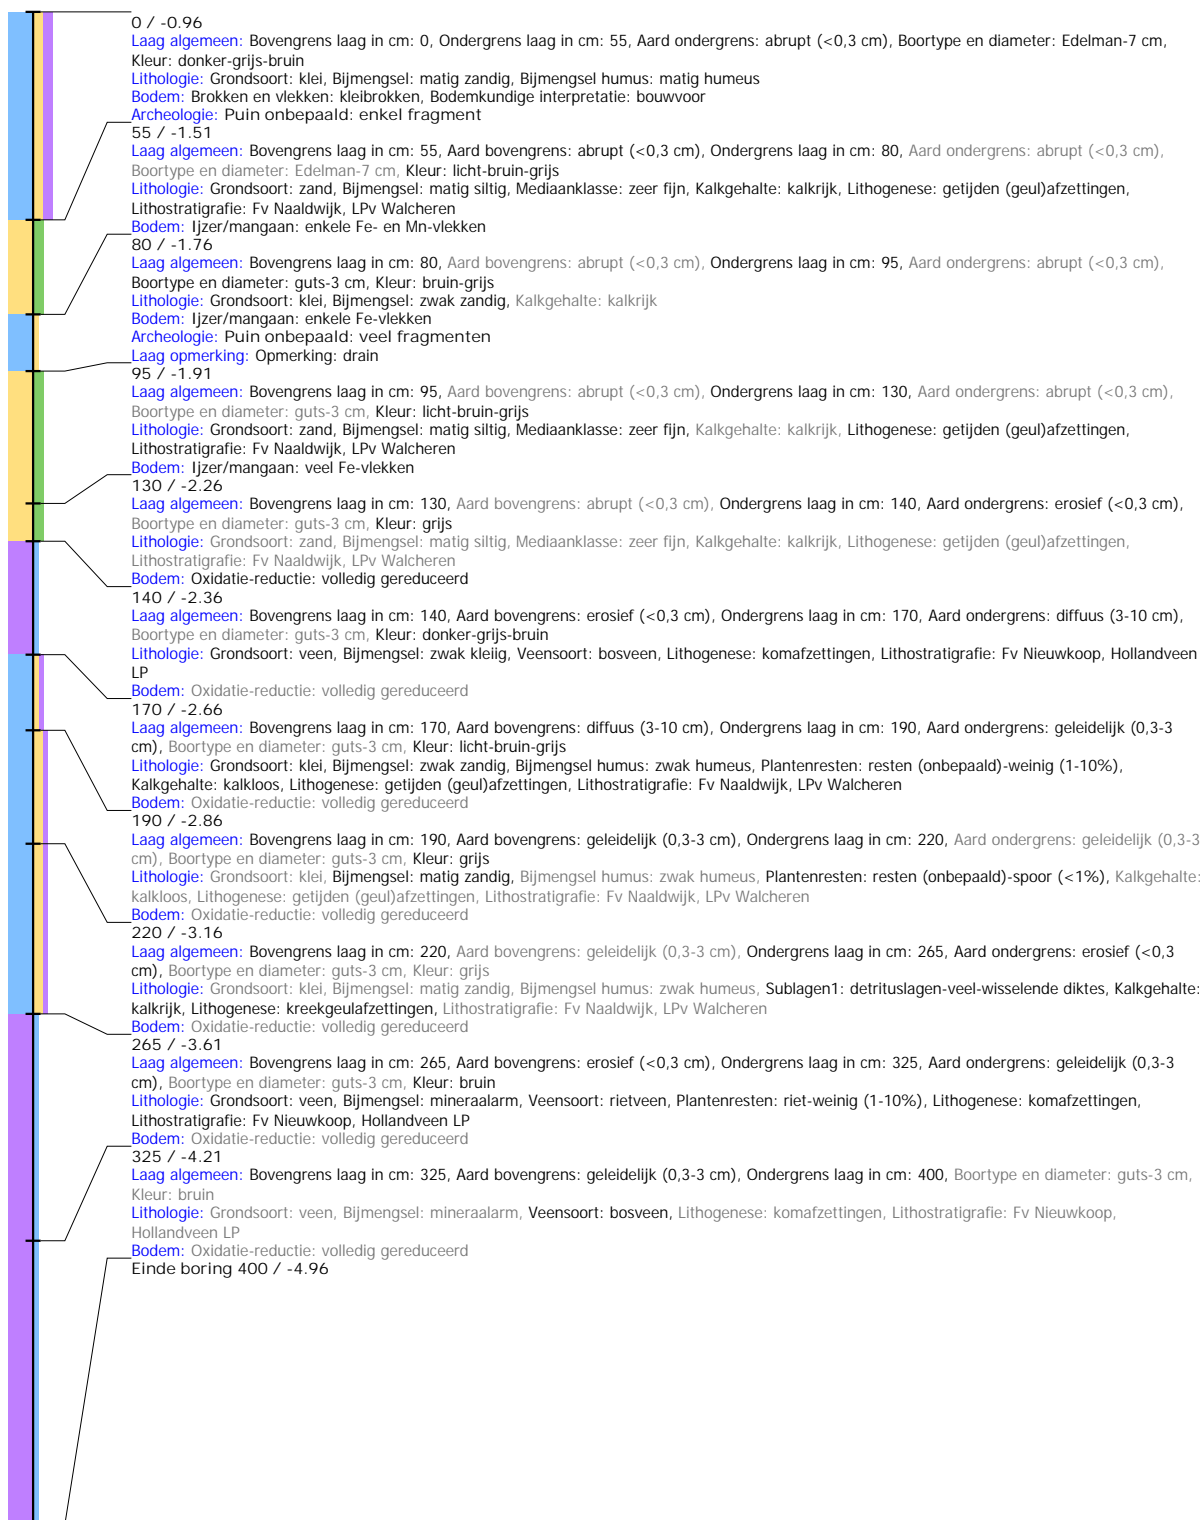 0 / -0.96
Laag algemeen: Bovengrens laag in cm: 0, Ondergrens laag in cm: 55, Aard ondergrens: abrupt (<0,3 cm), Boortype en diameter: Edelman-7 cm,
Kleur: donker-grijs-bruin
Lithologie: Grondsoort: klei, Bijmengsel: matig zandig, Bijmengsel humus: matig humeus
Bodem: Brokken en vlekken: kleibrokken, Bodemkundige interpretatie: bouwvoor
Archeologie: Puin onbepaald: enkel fragment
55 / -1.51
Laag algemeen: Bovengrens laag in cm: 55, Aard bovengrens: abrupt (<0,3 cm), Ondergrens laag in cm: 80, Aard ondergrens: abrupt (<0,3 cm),
Boortype en diameter: Edelman-7 cm, Kleur: licht-bruin-grijs
Lithologie: Grondsoort: zand, Bijmengsel: matig siltig, Mediaanklasse: zeer fijn, Kalkgehalte: kalkrijk, Lithogenese: getijden (geul)afzettingen,
Lithostratigrafie: Fv Naaldwijk, LPv Walcheren
Bodem: Ijzer/mangaan: enkele Fe- en Mn-vlekken
80 / -1.76
Laag algemeen: Bovengrens laag in cm: 80, Aard bovengrens: abrupt (<0,3 cm), Ondergrens laag in cm: 95, Aard ondergrens: abrupt (<0,3 cm),
Boortype en diameter: guts-3 cm, Kleur: bruin-grijs
Lithologie: Grondsoort: klei, Bijmengsel: zwak zandig, Kalkgehalte: kalkrijk
Bodem: Ijzer/mangaan: enkele Fe-vlekken
Archeologie: Puin onbepaald: veel fragmenten
Laag opmerking: Opmerking: drain
95 / -1.91
Laag algemeen: Bovengrens laag in cm: 95, Aard bovengrens: abrupt (<0,3 cm), Ondergrens laag in cm: 130, Aard ondergrens: abrupt (<0,3 cm),
Boortype en diameter: guts-3 cm, Kleur: licht-bruin-grijs
Lithologie: Grondsoort: zand, Bijmengsel: matig siltig, Mediaanklasse: zeer fijn, Kalkgehalte: kalkrijk, Lithogenese: getijden (geul)afzettingen,
Lithostratigrafie: Fv Naaldwijk, LPv Walcheren
Bodem: Ijzer/mangaan: veel Fe-vlekken
130 / -2.26
Laag algemeen: Bovengrens laag in cm: 130, Aard bovengrens: abrupt (<0,3 cm), Ondergrens laag in cm: 140, Aard ondergrens: erosief (<0,3 cm),
Boortype en diameter: guts-3 cm, Kleur: grijs
Lithologie: Grondsoort: zand, Bijmengsel: matig siltig, Mediaanklasse: zeer fijn, Kalkgehalte: kalkrijk, Lithogenese: getijden (geul)afzettingen,
Lithostratigrafie: Fv Naaldwijk, LPv Walcheren
Bodem: Oxidatie-reductie: volledig gereduceerd
140 / -2.36
Laag algemeen: Bovengrens laag in cm: 140, Aard bovengrens: erosief (<0,3 cm), Ondergrens laag in cm: 170, Aard ondergrens: diffuus (3-10 cm),
Boortype en diameter: guts-3 cm, Kleur: donker-grijs-bruin
Lithologie: Grondsoort: veen, Bijmengsel: zwak kleiig, Veensoort: bosveen, Lithogenese: komafzettingen, Lithostratigrafie: Fv Nieuwkoop, Hollandveen
LP
Bodem: Oxidatie-reductie: volledig gereduceerd
170 / -2.66
Laag algemeen: Bovengrens laag in cm: 170, Aard bovengrens: diffuus (3-10 cm), Ondergrens laag in cm: 190, Aard ondergrens: geleidelijk (0,3-3
cm), Boortype en diameter: guts-3 cm, Kleur: licht-bruin-grijs
Lithologie: Grondsoort: klei, Bijmengsel: zwak zandig, Bijmengsel humus: zwak humeus, Plantenresten: resten (onbepaald)-weinig (1-10%),
Kalkgehalte: kalkloos, Lithogenese: getijden (geul)afzettingen, Lithostratigrafie: Fv Naaldwijk, LPv Walcheren
Bodem: Oxidatie-reductie: volledig gereduceerd
190 / -2.86
Laag algemeen: Bovengrens laag in cm: 190, Aard bovengrens: geleidelijk (0,3-3 cm), Ondergrens laag in cm: 220, Aard ondergrens: geleidelijk (0,3-3
cm), Boortype en diameter: guts-3 cm, Kleur: grijs
Lithologie: Grondsoort: klei, Bijmengsel: matig zandig, Bijmengsel humus: zwak humeus, Plantenresten: resten (onbepaald)-spoor (<1%), Kalkgehalte:
kalkloos, Lithogenese: getijden (geul)afzettingen, Lithostratigrafie: Fv Naaldwijk, LPv Walcheren
Bodem: Oxidatie-reductie: volledig gereduceerd
220 / -3.16
Laag algemeen: Bovengrens laag in cm: 220, Aard bovengrens: geleidelijk (0,3-3 cm), Ondergrens laag in cm: 265, Aard ondergrens: erosief (<0,3
cm), Boortype en diameter: guts-3 cm, Kleur: grijs
Lithologie: Grondsoort: klei, Bijmengsel: matig zandig, Bijmengsel humus: zwak humeus, Sublagen1: detrituslagen-veel-wisselende diktes, Kalkgehalte:
kalkrijk, Lithogenese: kreekgeulafzettingen, Lithostratigrafie: Fv Naaldwijk, LPv Walcheren
Bodem: Oxidatie-reductie: volledig gereduceerd
265 / -3.61
Laag algemeen: Bovengrens laag in cm: 265, Aard bovengrens: erosief (<0,3 cm), Ondergrens laag in cm: 325, Aard ondergrens: geleidelijk (0,3-3
cm), Boortype en diameter: guts-3 cm, Kleur: bruin
Lithologie: Grondsoort: veen, Bijmengsel: mineraalarm, Veensoort: rietveen, Plantenresten: riet-weinig (1-10%), Lithogenese: komafzettingen,
Lithostratigrafie: Fv Nieuwkoop, Hollandveen LP
Bodem: Oxidatie-reductie: volledig gereduceerd
325 / -4.21
Laag algemeen: Bovengrens laag in cm: 325, Aard bovengrens: geleidelijk (0,3-3 cm), Ondergrens laag in cm: 400, Boortype en diameter: guts-3 cm,
Kleur: bruin
Lithologie: Grondsoort: veen, Bijmengsel: mineraalarm, Veensoort: bosveen, Lithogenese: komafzettingen, Lithostratigrafie: Fv Nieuwkoop,
Hollandveen LP
Bodem: Oxidatie-reductie: volledig gereduceerd
Einde boring 400 / -4.96